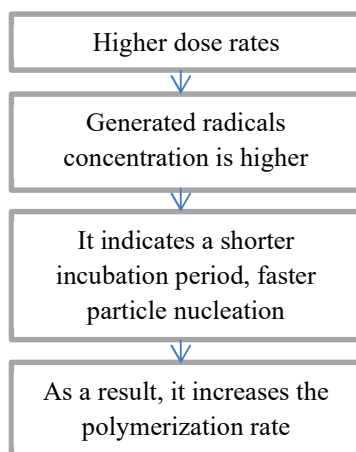 Higher dose rates
Generated radicals
concentration is higher
It indicates a shorter
incubation period, faster
particle nucleation
As a result, it increases the
polymerization rate